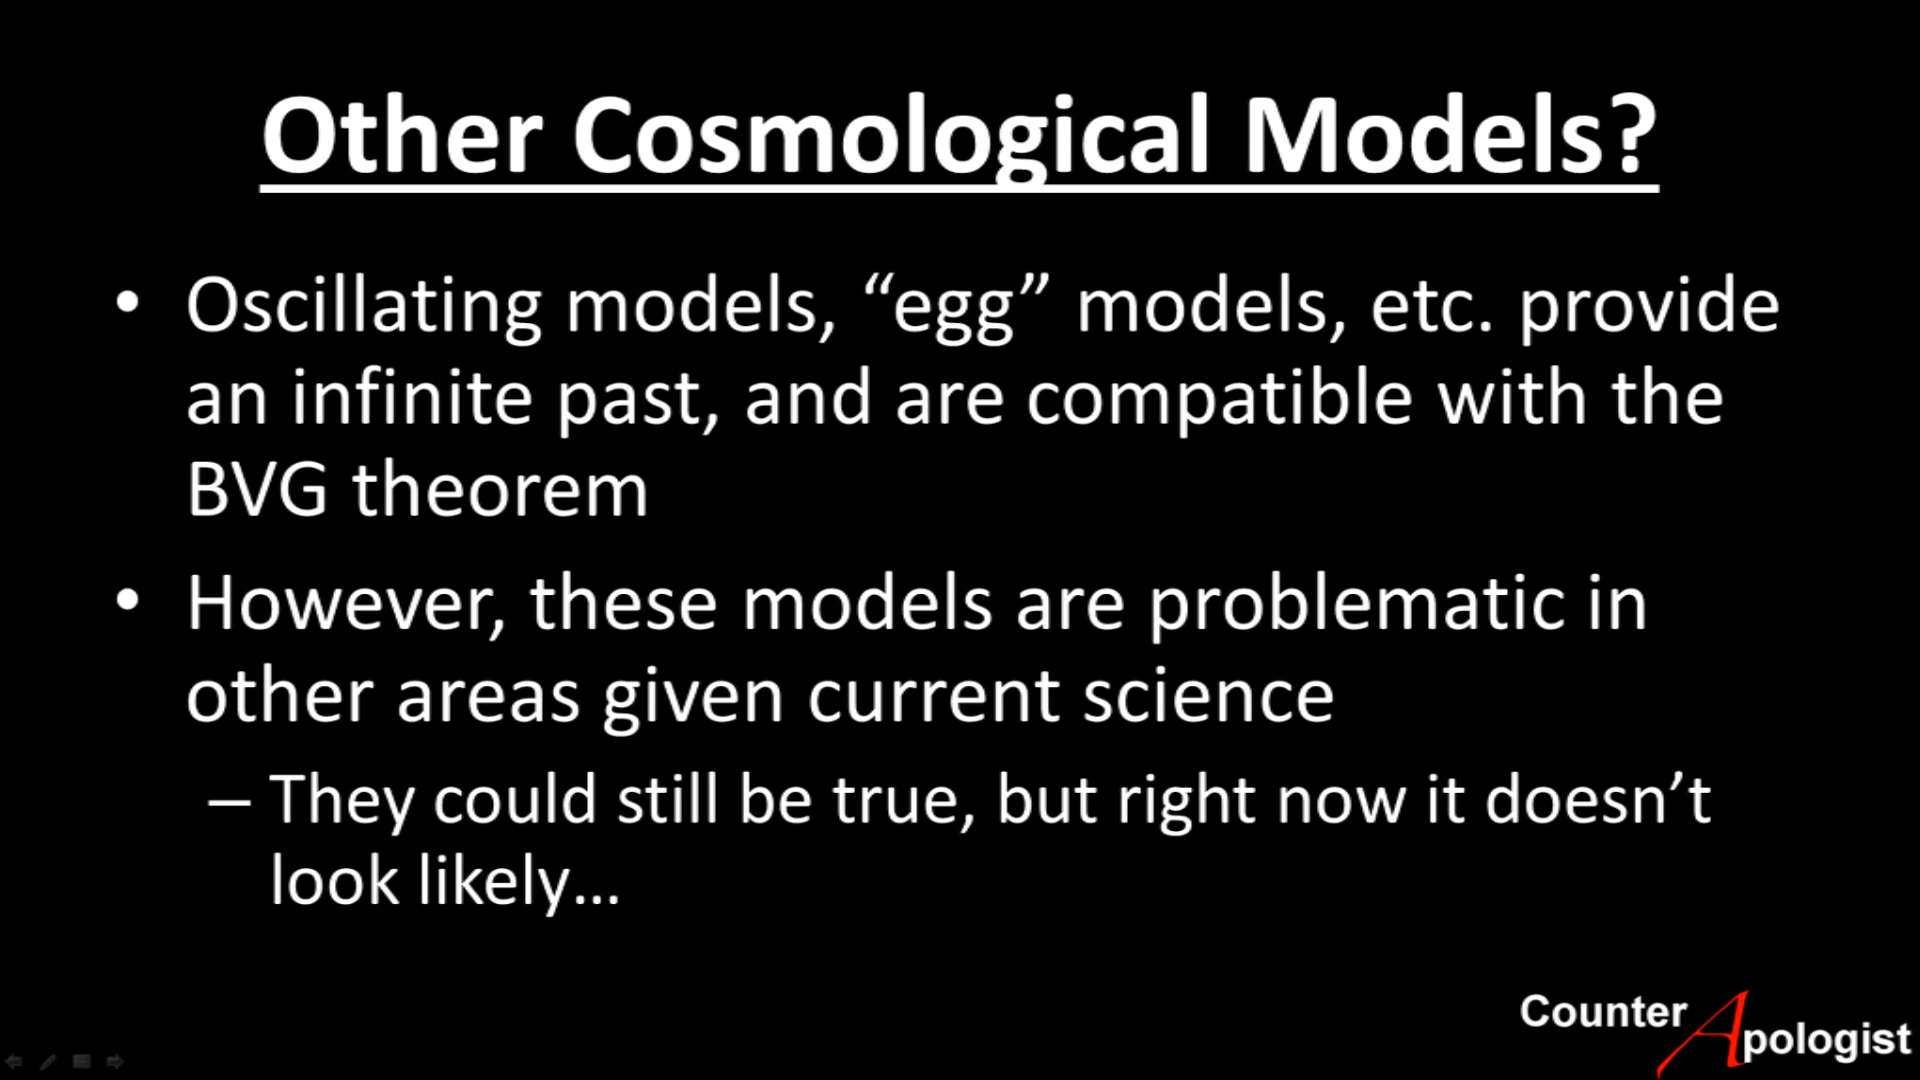 Other Cosmological Models?
• Oscillating models, “egg” models, etc. provide
an infinite past, and are compatible with the
BVG theorem
• However, these models are problematic in
other areas given current science
– They could still be true, but right now it doesn’t
look likely…
Counter Apologist